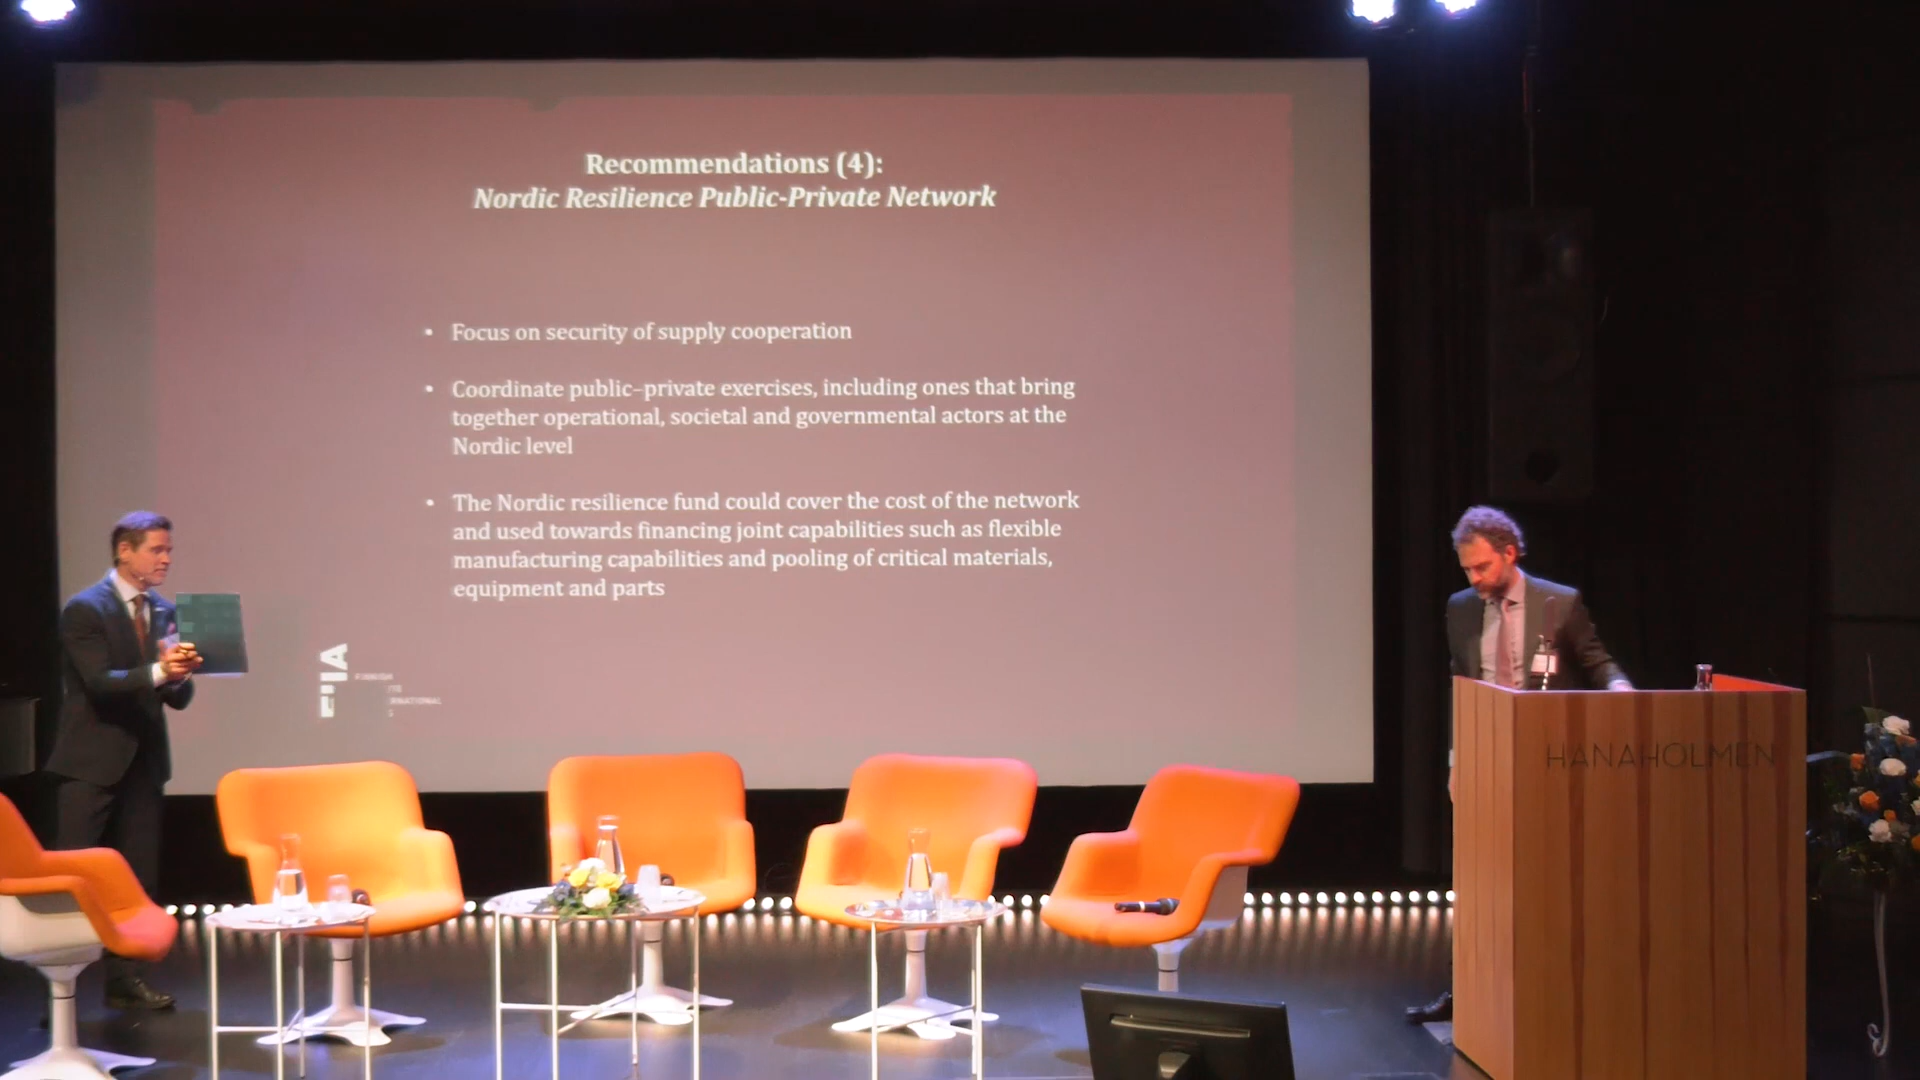 Recommendations (4):
Nordic Resilience Public-Private Network
• Focus on security of supply cooperation
• Coordinate public–private exercises, including ones that bring
together operational, societal and governmental actors at the
Nordic level
• The Nordic resilience fund could cover the cost of the network
and used towards financing joint capabilities such as flexible
manufacturing capabilities and pooling of critical materials,
equipment and parts
FINNISH
HANAHOLMEN